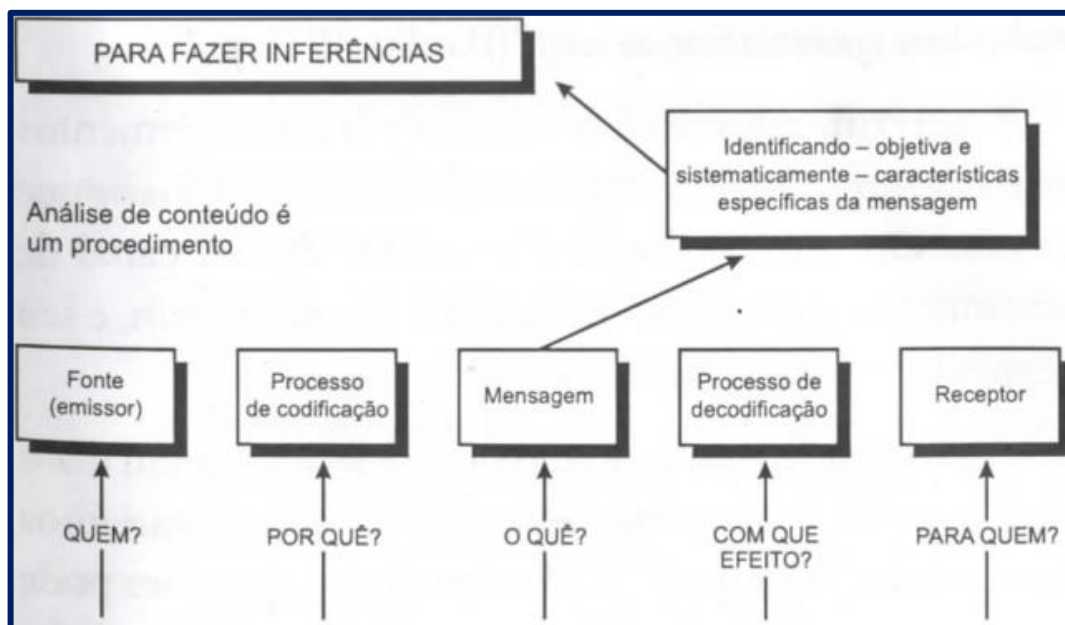 PARA FAZER INFERÊNCIAS
Identificando – objetiva e
sistematicamente – características
específicas da mensagem
Análise de conteúdo é
um procedimento
Fonte
(emissor)
Processo
de codificação
Mensagem
Processo de
decodificação
Receptor
QUEM?
POR QUÊ?
O QUÊ?
COM QUE
EFEITO?
PARA QUEM?